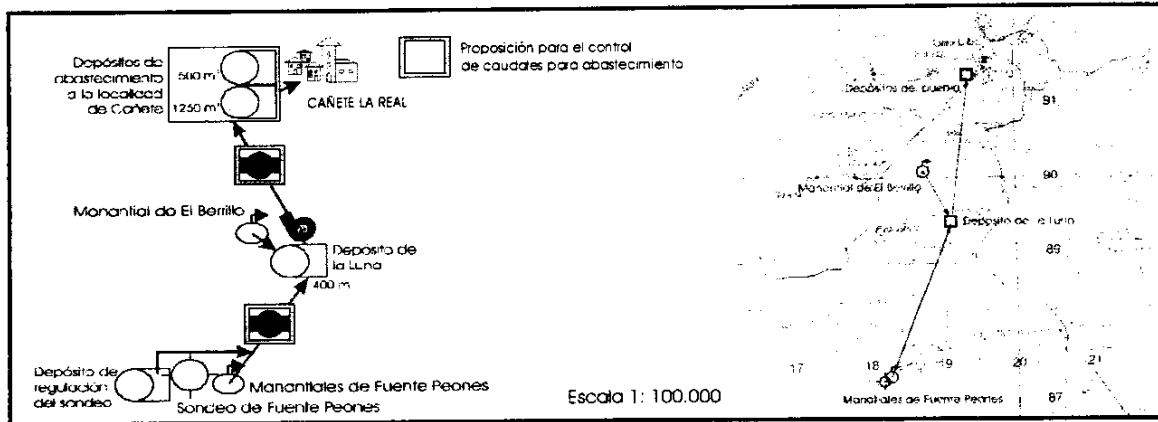 Depósitos de
abastecimiento
a la localidad
de Cañete
500 m³
1250 m³
CAÑETE LA REAL
Proposición para el control
de caudales para abastecimiento
Manantial de El Berrillo
Depósito de
la Luna
400 m
Depósito de
regulación
del sondeo
Manantiales de Fuente Peones
Sondeo de Fuente Peones
Escala 1: 100.000
Depósitos del pueblo
91
Manantial de El Berrillo
90
Depósito de la Luna
89
17
18
19
20
21
Manantiales de Fuente Peones
87